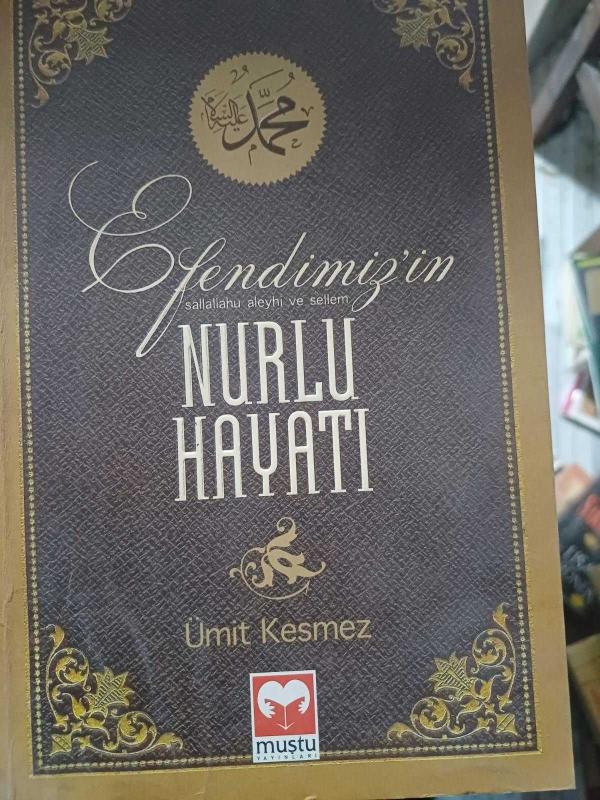 محمد عليه السلام
Efendimiz'in
sallallahu aleyhi ve sellem
NURLU
HAYATI
Ümit Kesmez
muştu
YAYINLARI